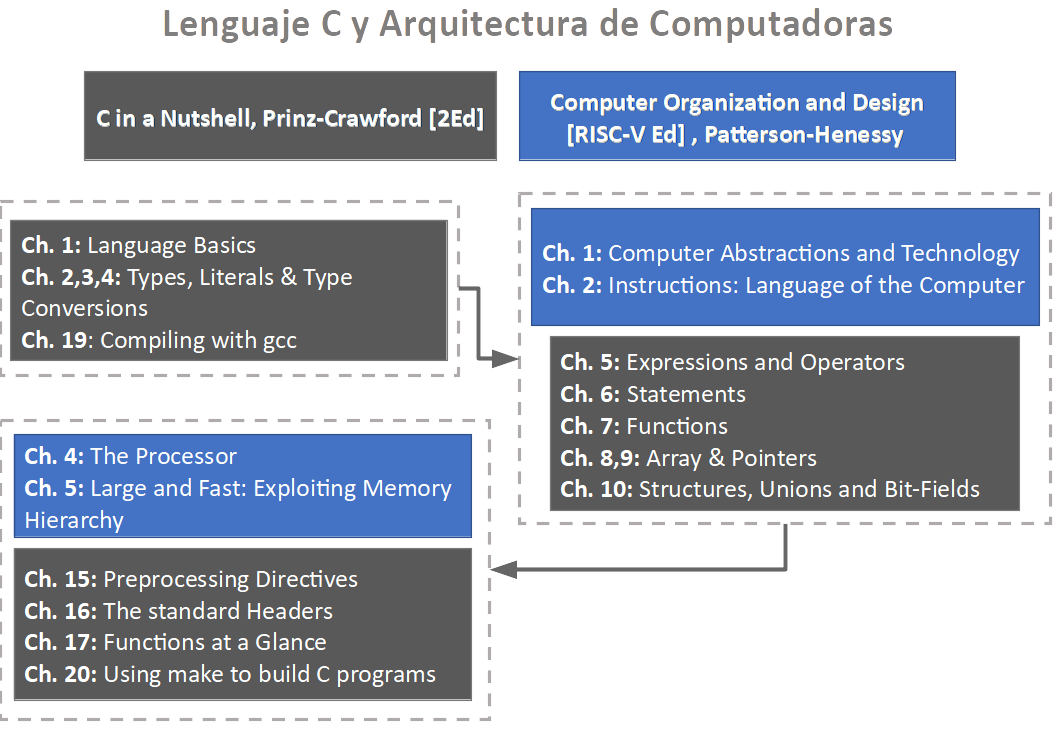 Lenguaje C y Arquitectura de Computadoras
C in a Nutshell, Prinz-Crawford [2Ed]
Computer Organization and Design
[RISC-V Ed] , Patterson-Henessy
Ch. 1: Language Basics
Ch. 2,3,4: Types, Literals & Type
Conversions
Ch. 19: Compiling with gcc
Ch. 1: Computer Abstractions and Technology
Ch. 2: Instructions: Language of the Computer
Ch. 5: Expressions and Operators
Ch. 6: Statements
Ch. 7: Functions
Ch. 8,9: Array & Pointers
Ch. 10: Structures, Unions and Bit-Fields
Ch. 4: The Processor
Ch. 5: Large and Fast: Exploiting Memory
Hierarchy
Ch. 15: Preprocessing Directives
Ch. 16: The standard Headers
Ch. 17: Functions at a Glance
Ch. 20: Using make to build C programs